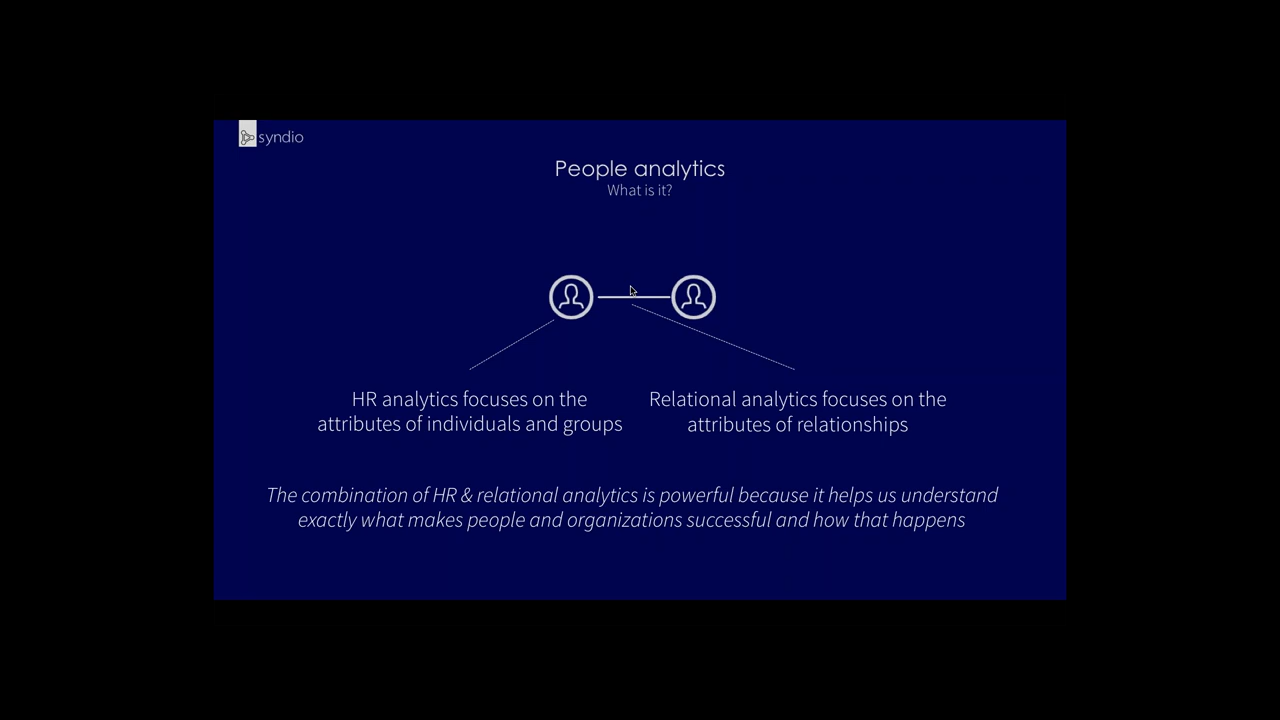 syndio
People analytics
What is it?
HR analytics focuses on the
attributes of individuals and groups
Relational analytics focuses on the
attributes of relationships
The combination of HR & relational analytics is powerful because it helps us understand
exactly what makes people and organizations successful and how that happens